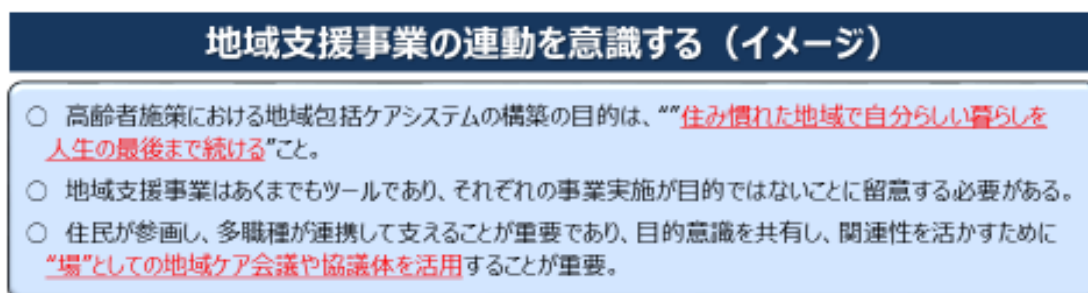 地域支援事業の連動を意識する（イメージ）
○ 高齢者施策における地域包括ケアシステムの構築の目的は、“”住み慣れた地域で自分らしい暮らしを
人生の最後まで続ける”こと。
○ 地域支援事業はあくまでもツールであり、それぞれの事業実施が目的ではないことに留意する必要がある。
○ 住民が参画し、多職種が連携して支えることが重要であり、目的意識を共有し、関連性を活かすために
“場”としての地域ケア会議や協議体を活用することが重要。